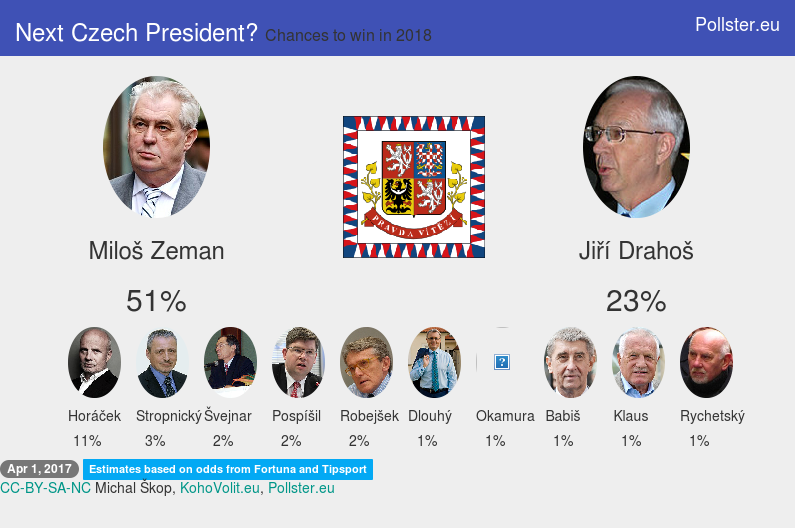 Next Czech President? Chances to win in 2018
Pollster.eu
PRAVDA VÍTĚZÍ
Miloš Zeman
Jiří Drahoš
51%
23%
Horáček Stropnický Švejnar Pospíšil Robejšek Dlouhý Okamura Babiš Klaus Rychetský
11% 3% 2% 2% 2% 1% 1% 1% 1% 1%
Apr 1, 2017 Estimates based on odds from Fortuna and Tipsport
CC-BY-SA-NC Michal Škop, KohoVolit.eu, Pollster.eu